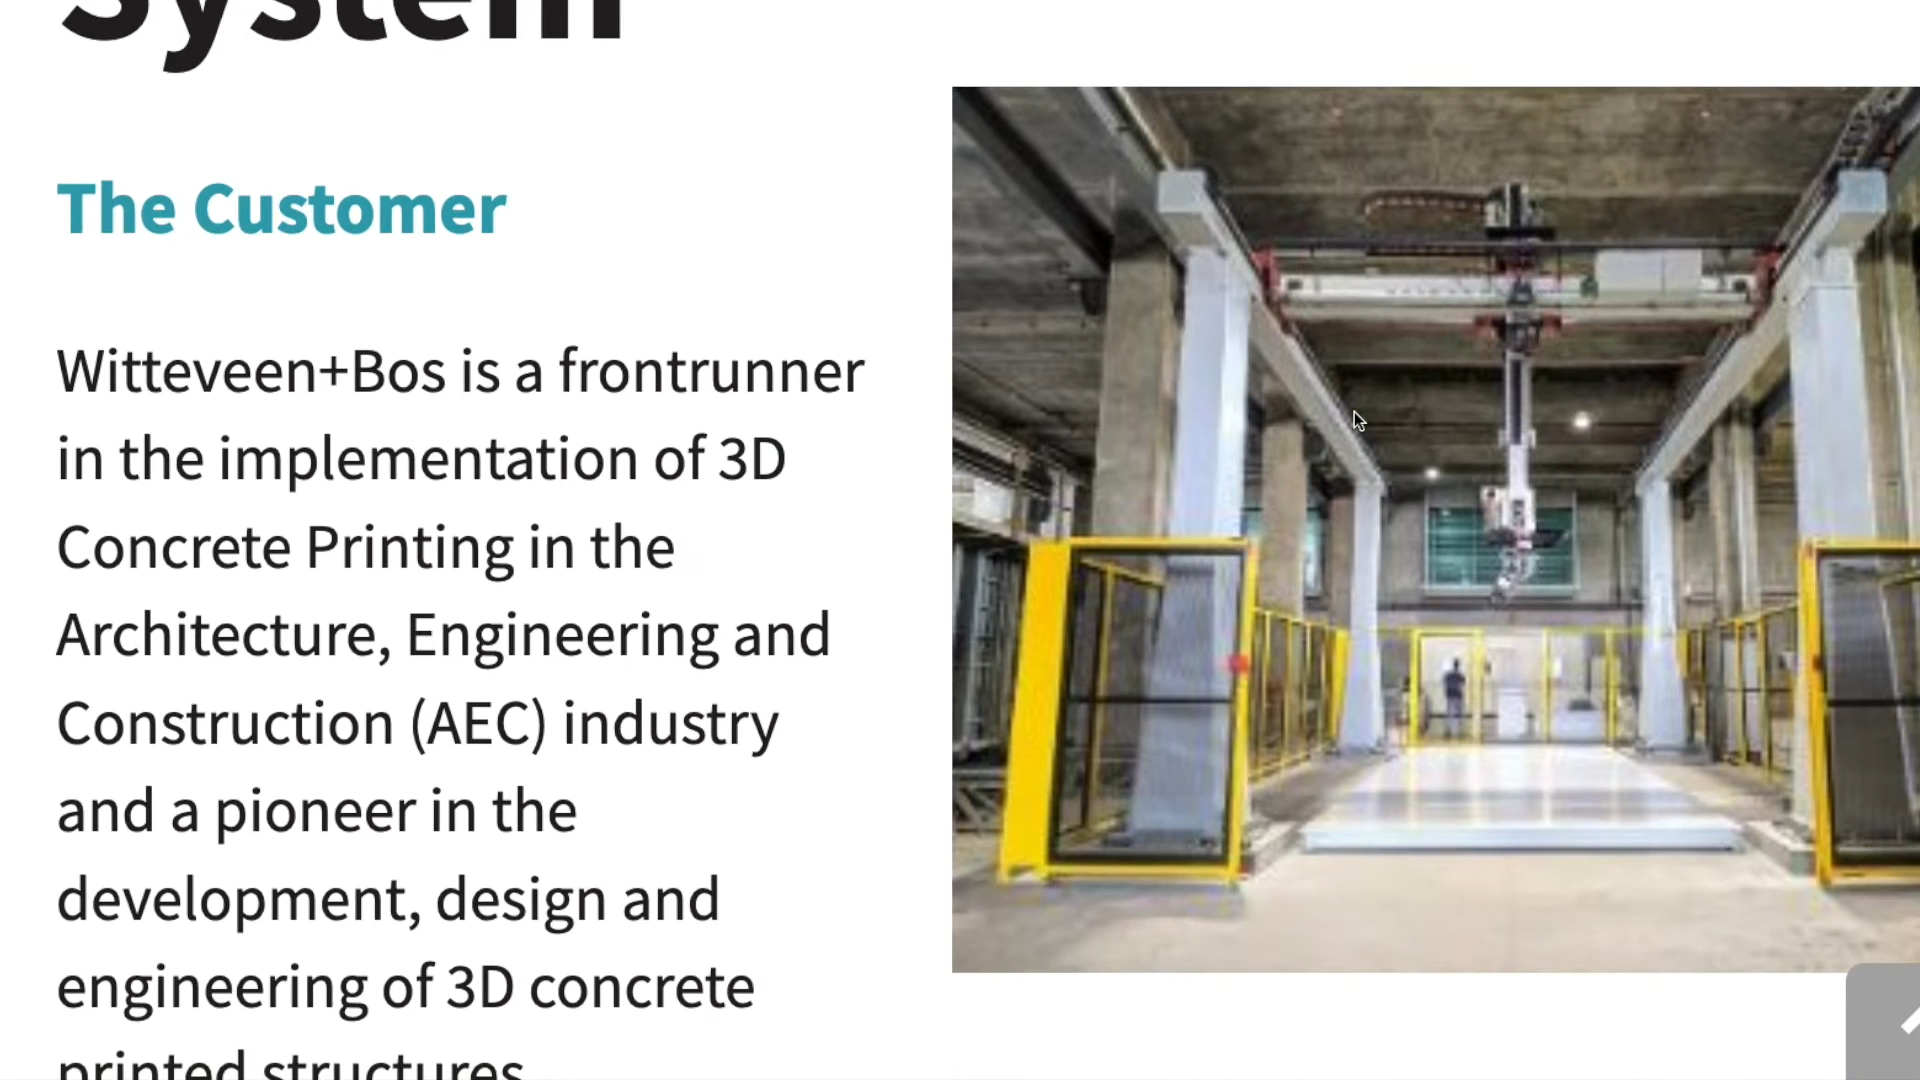 System
The Customer
Witteveen+Bos is a frontrunner
in the implementation of 3D
Concrete Printing in the
Architecture, Engineering and
Construction (AEC) industry
and a pioneer in the
development, design and
engineering of 3D concrete
printed structures.